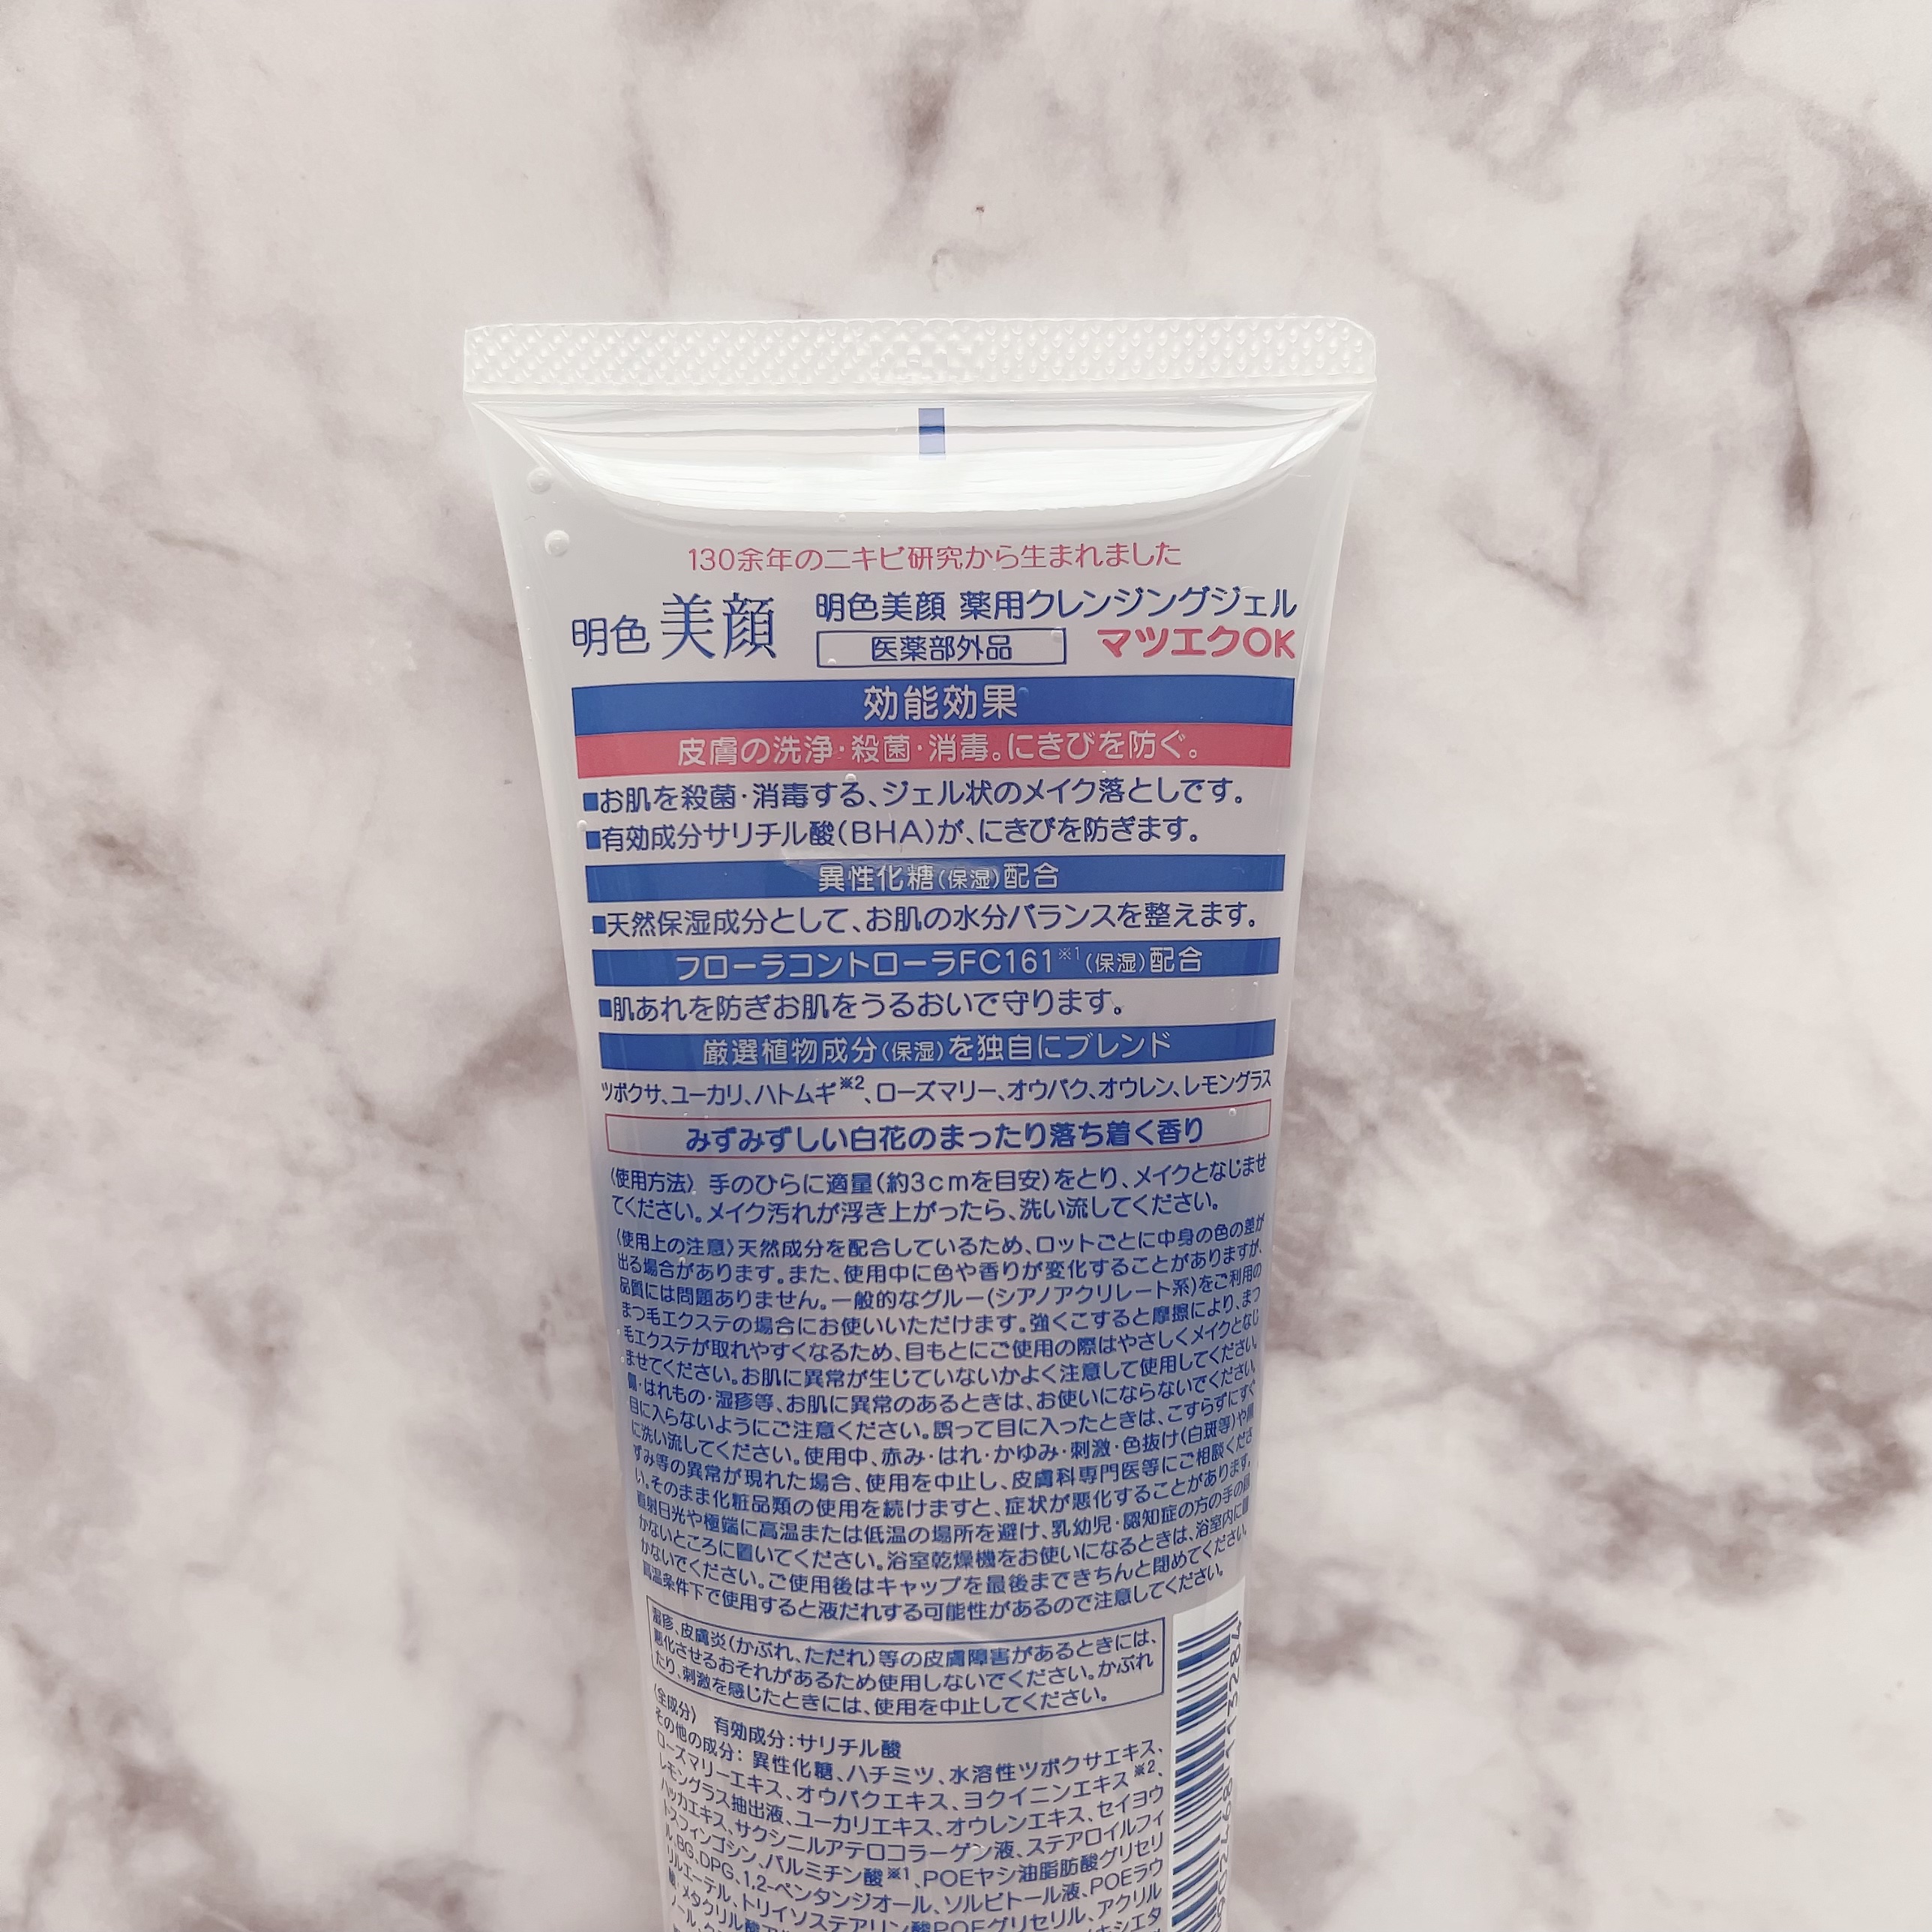 130余年のニキビ研究から生まれました
明色 美顔
明色美顔 薬用クレンジングジェル
医薬部外品 マツエクOK
効能効果
皮膚の洗浄・殺菌・消毒。にきびを防ぐ。
■お肌を殺菌・消毒する、ジェル状のメイク落としです。
■有効成分サリチル酸(BHA)が、にきびを防ぎます。
異性化糖(保湿)配合
■天然保湿成分として、お肌の水分バランスを整えます。
フローラコントローラFC161※1(保湿)配合
■肌あれを防ぎお肌をうるおいで守ります。
厳選植物成分(保湿)を独自にブレンド
ツボクサ、ユーカリ、ハトムギ※2、ローズマリー、オウバク、オウレン、レモングラス
みずみずしい白花のまったり落ち着く香り
〈使用方法〉 手のひらに適量(約3cmを目安)をとり、メイクとなじませ
てください。メイク汚れが浮き上がったら、洗い流してください。
〈使用上の注意〉天然成分を配合しているため、ロットごとに中身の色の差が
出る場合があります。また、使用中に色や香りが変化することがありますが、
品質には問題ありません。一般的なグルー(シアノアクリレート系)をご利用の
まつ毛エクステの場合にお使いいただけます。強くこすると摩擦により、まつ
毛エクステが取れやすくなるため、目もとにご使用の際はやさしくメイクとなじ
ませてください。お肌に異常が生じていないかよく注意して使用してください。
傷・はれもの・湿疹等、お肌に異常のあるときは、お使いにならないでください。
目に入らないようにご注意ください。誤って目に入ったときは、こすらずにすぐ
に洗い流してください。使用中、赤み・はれ・かゆみ・刺激・色抜け(白斑等)や黒
ずみ等の異常が現れた場合、使用を中止し、皮膚科専門医等にご相談くださ
い。そのまま化粧品類の使用を続けますと、症状が悪化することがあります。
直射日光や極端に高温または低温の場所を避け、乳幼児・認知症の方の手の届
かないところに置いてください。浴室乾燥機をお使いになるときは、浴室内に置
かないでください。ご使用後はキャップを最後まできちんと閉めてください。
高温条件下で使用すると液だれする可能性があるので注意してください。
湿疹、皮膚炎(かぶれ、ただれ)等の皮膚障害があるときには、
悪化させるおそれがあるため使用しないでください。かぶれ
たり、刺激を感じたときには、使用を中止してください。
〈全成分〉 有効成分:サリチル酸
その他の成分: 異性化糖、ハチミツ、水溶性ツボクサエキス、
ローズマリーエキス、オウバクエキス、ヨクイニンエキス※2、
レモングラス抽出液、ユーカリエキス、オウレンエキス、セイヨウ
ハッカエキス、サクシニルアテロコラーゲン液、ステアロイルフィ
トスフィンゴシン、パルミチン酸※1、POEヤシ油脂肪酸グリセリ
ル、BG、DPG、1,2-ペンタンジオール、ソルビトール液、POEラウ
リルエーテル、トリイソステアリン酸POEグリセリル、アクリル